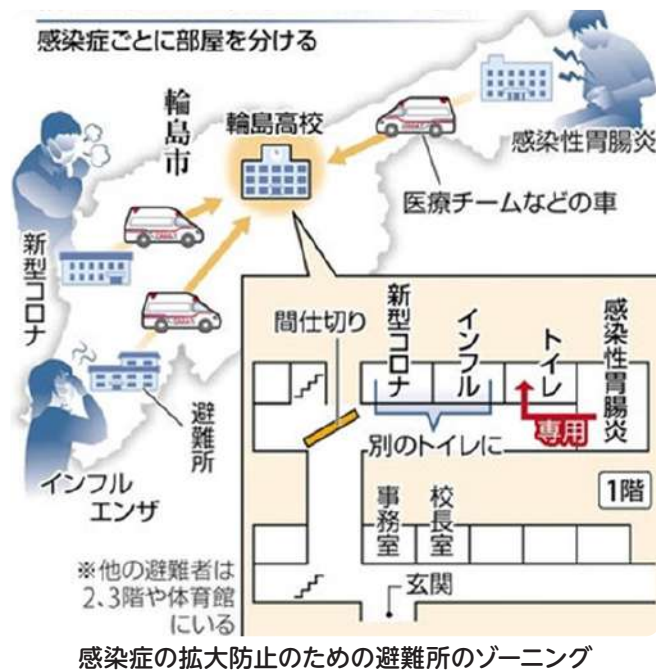 感染症ごとに部屋を分ける
輪島市
輪島高校
感染性胃腸炎
医療チームなどの車
新型コロナ
避難所
インフル
エンザ
間仕切り
新型コロナ
インフル
トイレ
感染性胃腸炎
専用
別のトイレに
1階
事務室
校長室
玄関
※他の避難者は
2、3階や体育館
にいる
感染症の拡大防止のための避難所のゾーニング